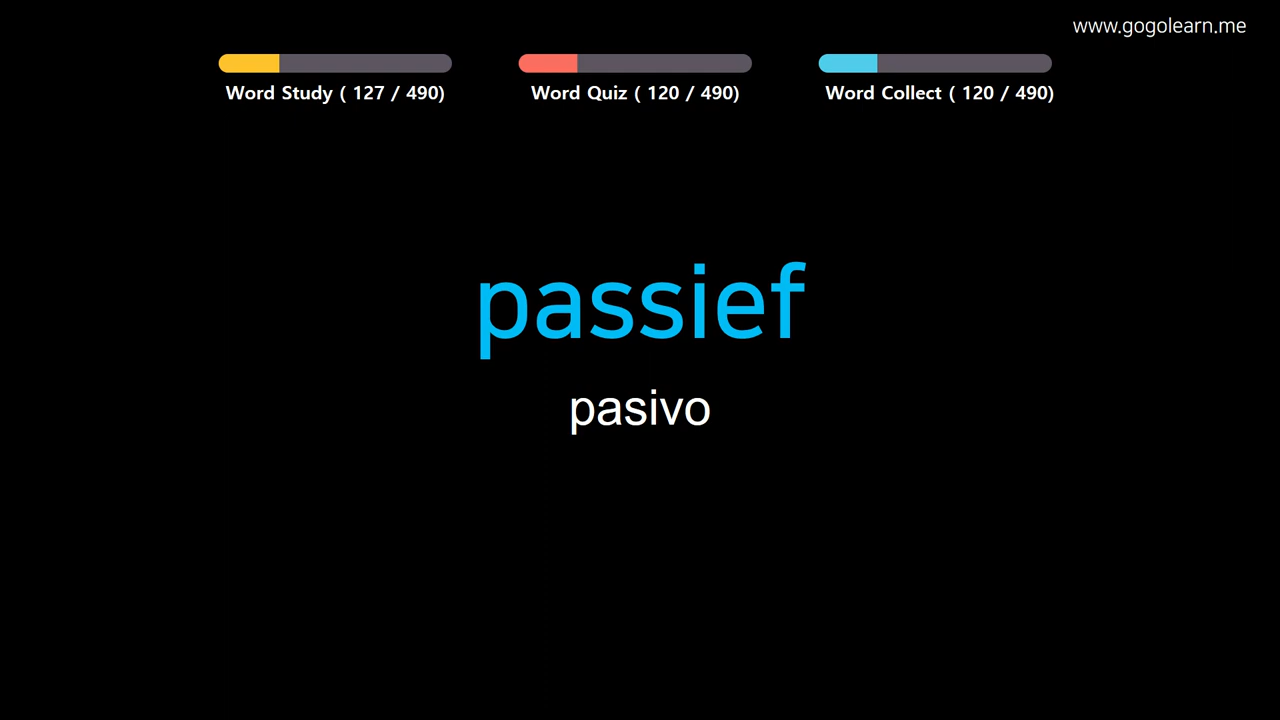 www.gogolearn.me
Word Study ( 127 / 490)
Word Quiz ( 120 / 490)
Word Collect ( 120 / 490)
passief
pasivo